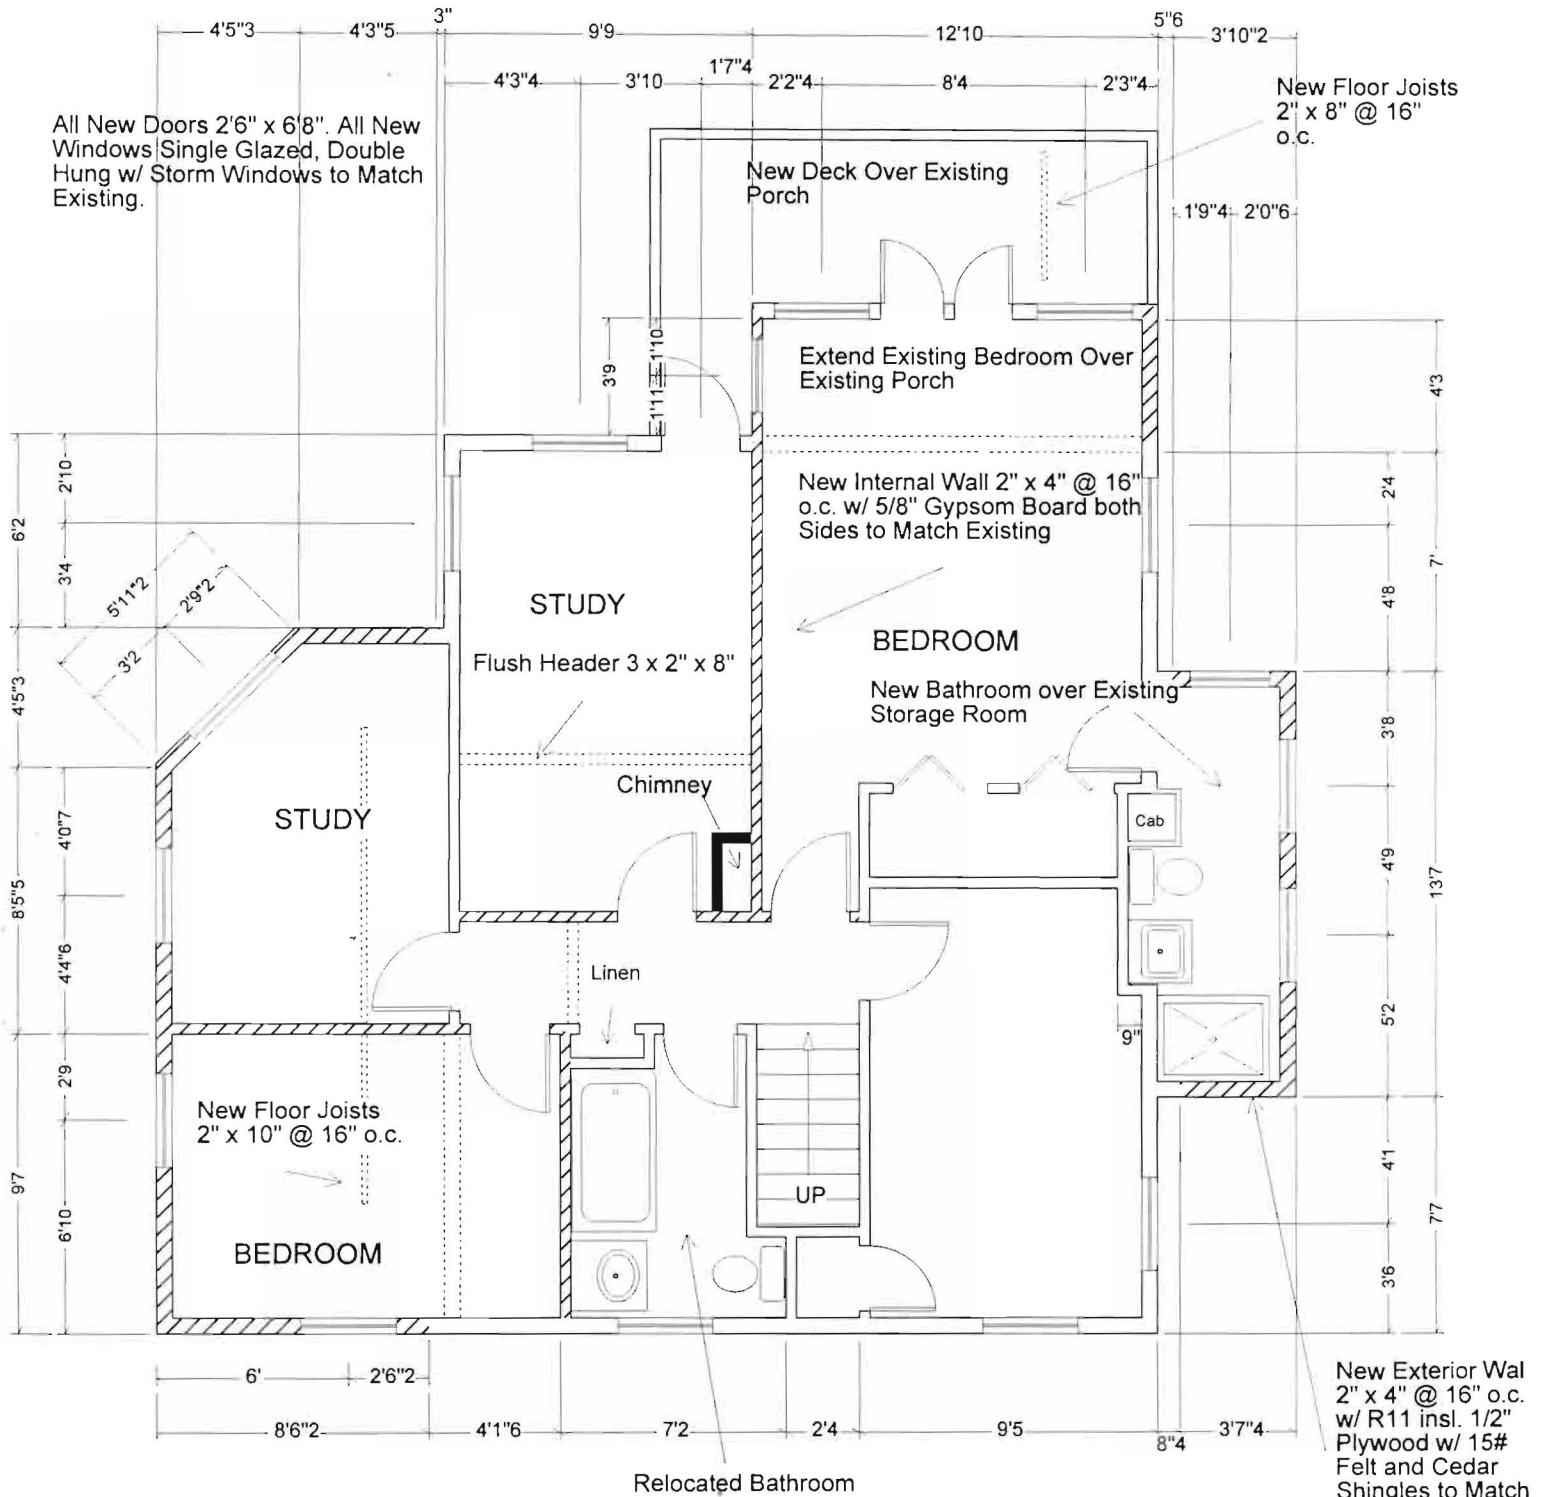 3"
4'5"3
4'3"5
9'9
12'10
5"6
3'10"2
4'3"4
3'10
1'7"4
2'2"4
8'4
2'3"4
New Floor Joists
2" x 8" @ 16"
o.c.
All New Doors 2'6" x 6'8". All New
Windows Single Glazed, Double
Hung w/ Storm Windows to Match
Existing.
New Deck Over Existing
Porch
1'9"4
2'0"6
3'9
1'10
1'11
Extend Existing Bedroom Over
Existing Porch
4'3
2'10
6'2
3'4
New Internal Wall 2" x 4" @ 16"
o.c. w/ 5/8" Gypsom Board both
Sides to Match Existing
2'4
7'
4'8
5'11"2
2'9"2
3'2
STUDY
BEDROOM
Flush Header 3 x 2" x 8"
New Bathroom over Existing
Storage Room
4'5"3
3'8
Chimney
STUDY
Cab
4'0"7
8'5"5
4'4"6
4'9
13'7
Linen
5'2
9"
2'9
New Floor Joists
2" x 10" @ 16" o.c.
9'7
6'10
UP
BEDROOM
4'1
7'7
3'6
6'
2'6"2
8'6"2
4'1"6
7'2
2'4
9'5
8"4
3'7"4
Relocated Bathroom
New Exterior Wal
2" x 4" @ 16" o.c.
w/ R11 insl. 1/2"
Plywood w/ 15#
Felt and Cedar
Shingles to Match